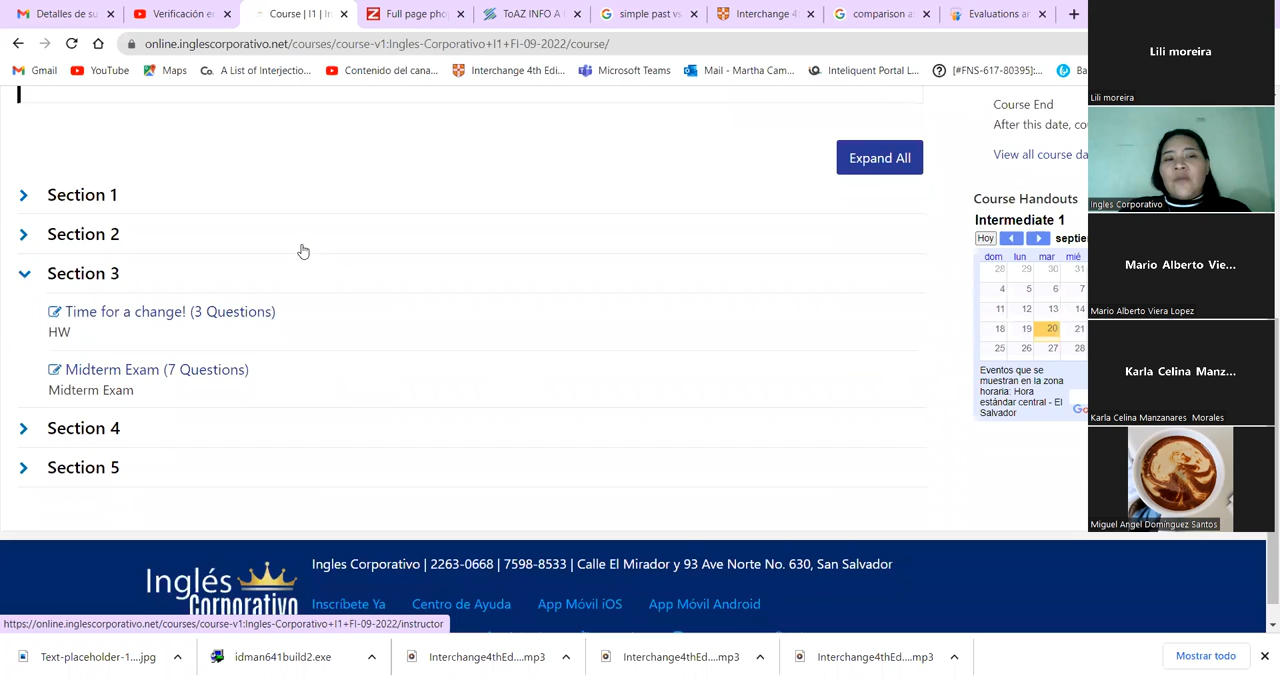 Detalles de su
Verificación e
Course | I1 | I
Full page pho
ToAZ INFO A
simple past vs
Interchange 4
comparison a
Evaluations a
online.inglescorporativo.net/courses/course-v1:Ingles-Corporativo+I1+FI-09-2022/course/
Gmail
YouTube
Maps
A List of Interjectio...
Contenido del cana...
Interchange 4th Edi...
Microsoft Teams
Mail - Martha Cam...
Inteliquent Portal L...
[#FNS-617-80395]:...
Ba
Expand All
Section 1
Section 2
Section 3
Time for a change! (3 Questions)
HW
Midterm Exam (7 Questions)
Midterm Exam
Section 4
Section 5
Course End
After this date, co
View all course da
Course Handouts
Intermediate 1
Hoy
septie
dom lun mar mié
28 29 30 31
4 5 6 7
11 12 13 14
18 19 20 21
25 26 27 28
Eventos que se
muestran en la zona
horaria: Hora
estándar central - El
Salvador
Go
Lili moreira
Lili moreira
Ingles Corporativo
Mario Alberto Vie...
Mario Alberto Viera Lopez
Karla Celina Manz...
Karla Celina Manzanares Morales
Miguel Angel Domínguez Santos
Inglés
Corporativo
Ingles Corporativo | 2263-0668 | 7598-8533 | Calle El Mirador y 93 Ave Norte No. 630, San Salvador
Inscríbete Ya
Centro de Ayuda
App Móvil iOS
App Móvil Android
https://online.inglescorporativo.net/courses/course-v1:Ingles-Corporativo+I1+FI-09-2022/instructor
Text-placeholder-1....jpg
idman641build2.exe
Interchange4thEd....mp3
Interchange4thEd....mp3
Interchange4thEd....mp3
Mostrar todo